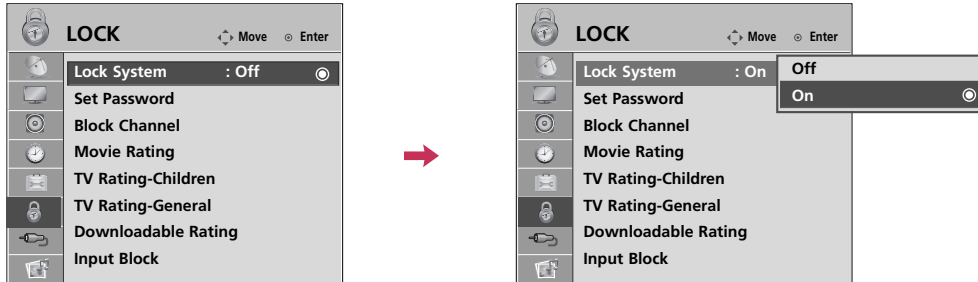 LOCK Move Enter
Lock System : Off
Set Password
Block Channel
Movie Rating
TV Rating-Children
TV Rating-General
Downloadable Rating
Input Block
LOCK Move Enter
Lock System : On
Off
On
Set Password
Block Channel
Movie Rating
TV Rating-Children
TV Rating-General
Downloadable Rating
Input Block